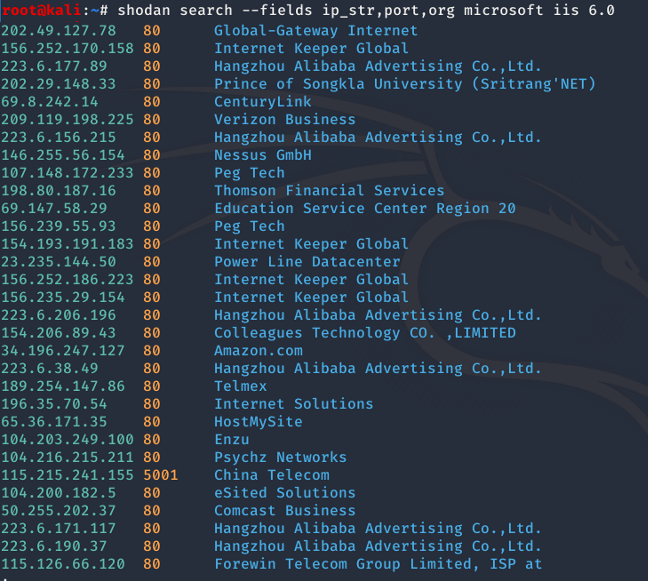 root@kali:~# shodan search --fields ip_str,port,org microsoft iis 6.0
202.49.127.78 80 Global-Gateway Internet
156.252.170.158 80 Internet Keeper Global
223.6.177.89 80 Hangzhou Alibaba Advertising Co.,Ltd.
202.29.148.33 80 Prince of Songkla University (Sritrang'NET)
69.8.242.14 80 CenturyLink
209.119.198.225 80 Verizon Business
223.6.156.215 80 Hangzhou Alibaba Advertising Co.,Ltd.
146.255.56.154 80 Nessus GmbH
107.148.172.233 80 Peg Tech
198.80.187.16 80 Thomson Financial Services
69.147.58.29 80 Education Service Center Region 20
156.239.55.93 80 Peg Tech
154.193.191.183 80 Internet Keeper Global
23.235.144.50 80 Power Line Datacenter
156.252.186.223 80 Internet Keeper Global
156.235.29.154 80 Internet Keeper Global
223.6.206.196 80 Hangzhou Alibaba Advertising Co.,Ltd.
154.206.89.43 80 Colleagues Technology CO. ,LIMITED
34.196.247.127 80 Amazon.com
223.6.38.49 80 Hangzhou Alibaba Advertising Co.,Ltd.
189.254.147.86 80 Telmex
196.35.70.54 80 Internet Solutions
65.36.171.35 80 HostMySite
104.203.249.100 80 Enzu
104.216.215.211 80 Psychz Networks
115.215.241.155 5001 China Telecom
104.200.182.5 80 eSited Solutions
50.255.202.37 80 Comcast Business
223.6.171.117 80 Hangzhou Alibaba Advertising Co.,Ltd.
223.6.190.37 80 Hangzhou Alibaba Advertising Co.,Ltd.
115.126.66.120 80 Forewin Telecom Group Limited, ISP at